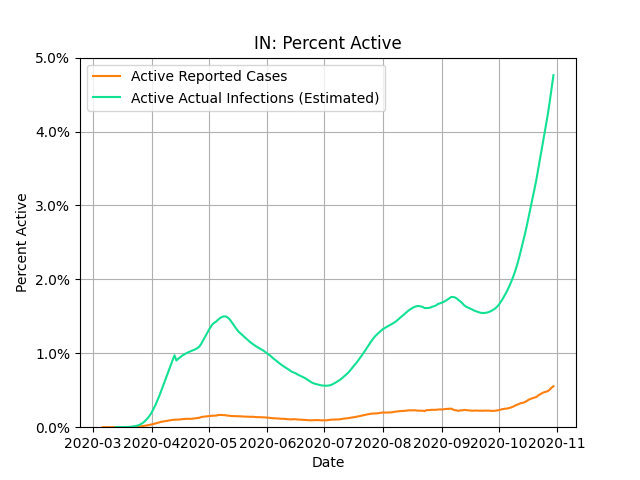 IN: Percent Active
Active Reported Cases
Active Actual Infections (Estimated)
Percent Active
5.0%
4.0%
3.0%
2.0%
1.0%
0.0%
2020-03 2020-04 2020-05 2020-06 2020-07 2020-08 2020-09 2020-10 2020-11
Date